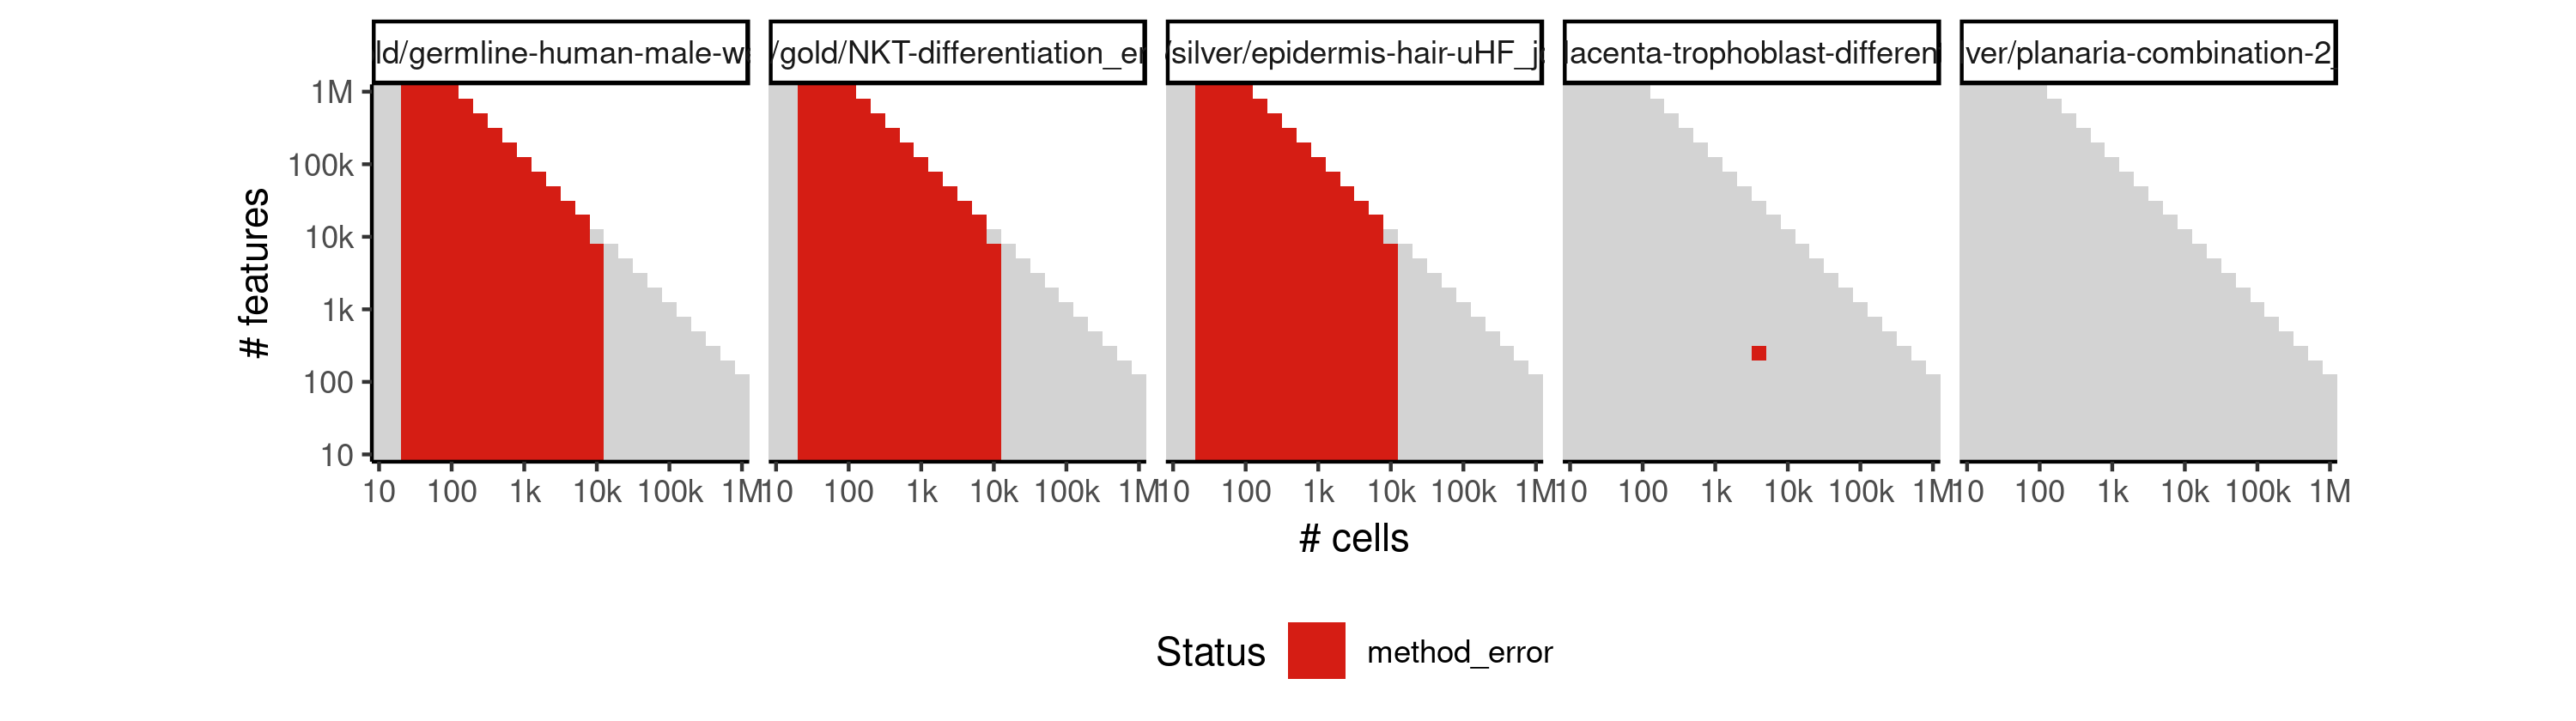 ld/germline-human-male-w
/gold/NKT-differentiation_er
/silver/epidermis-hair-uHF_j
lacenta-trophoblast-differen
ver/planaria-combination-2
1M
100k
10k
1k
100
10
# features
10 100 1k 10k 100k 1M
10 100 1k 10k 100k 1M
10 100 1k 10k 100k 1M
10 100 1k 10k 100k 1M
10 100 1k 10k 100k 1M
# cells
Status method_error